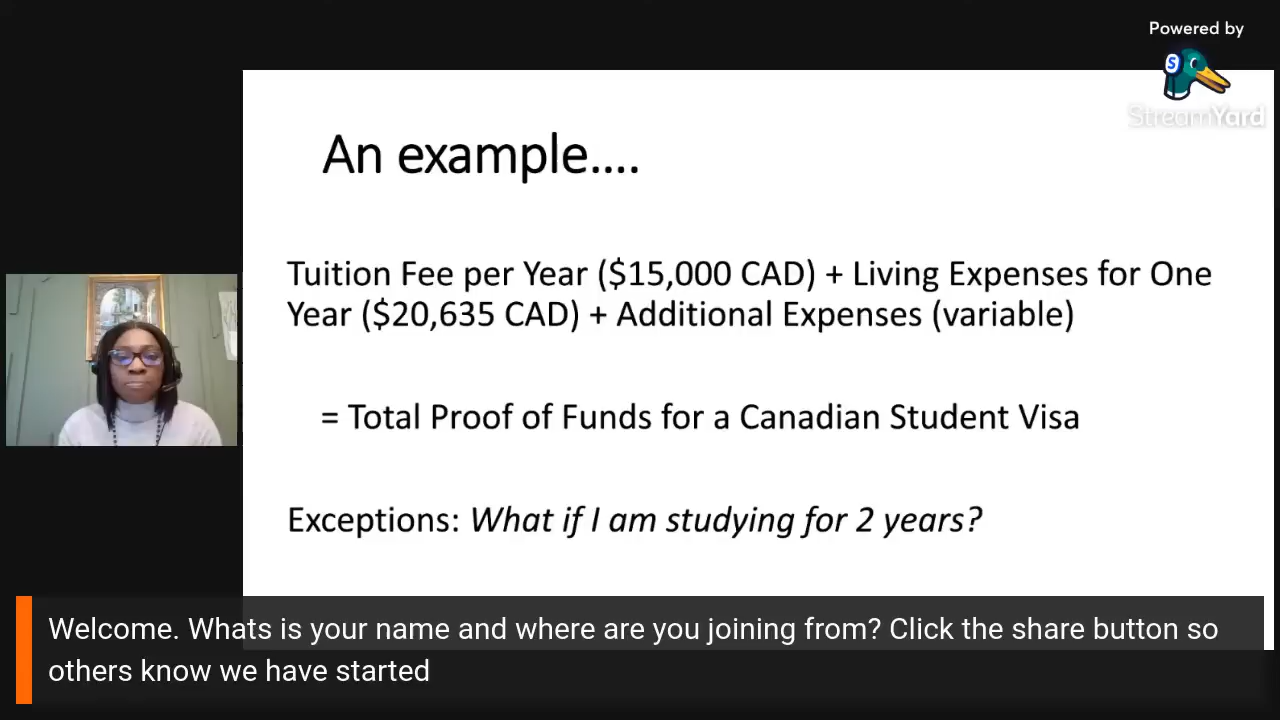 Powered by
StreamYard
An example....
Tuition Fee per Year ($15,000 CAD) + Living Expenses for One
Year ($20,635 CAD) + Additional Expenses (variable)
= Total Proof of Funds for a Canadian Student Visa
Exceptions: What if I am studying for 2 years?
Welcome. Whats is your name and where are you joining from? Click the share button so
others know we have started